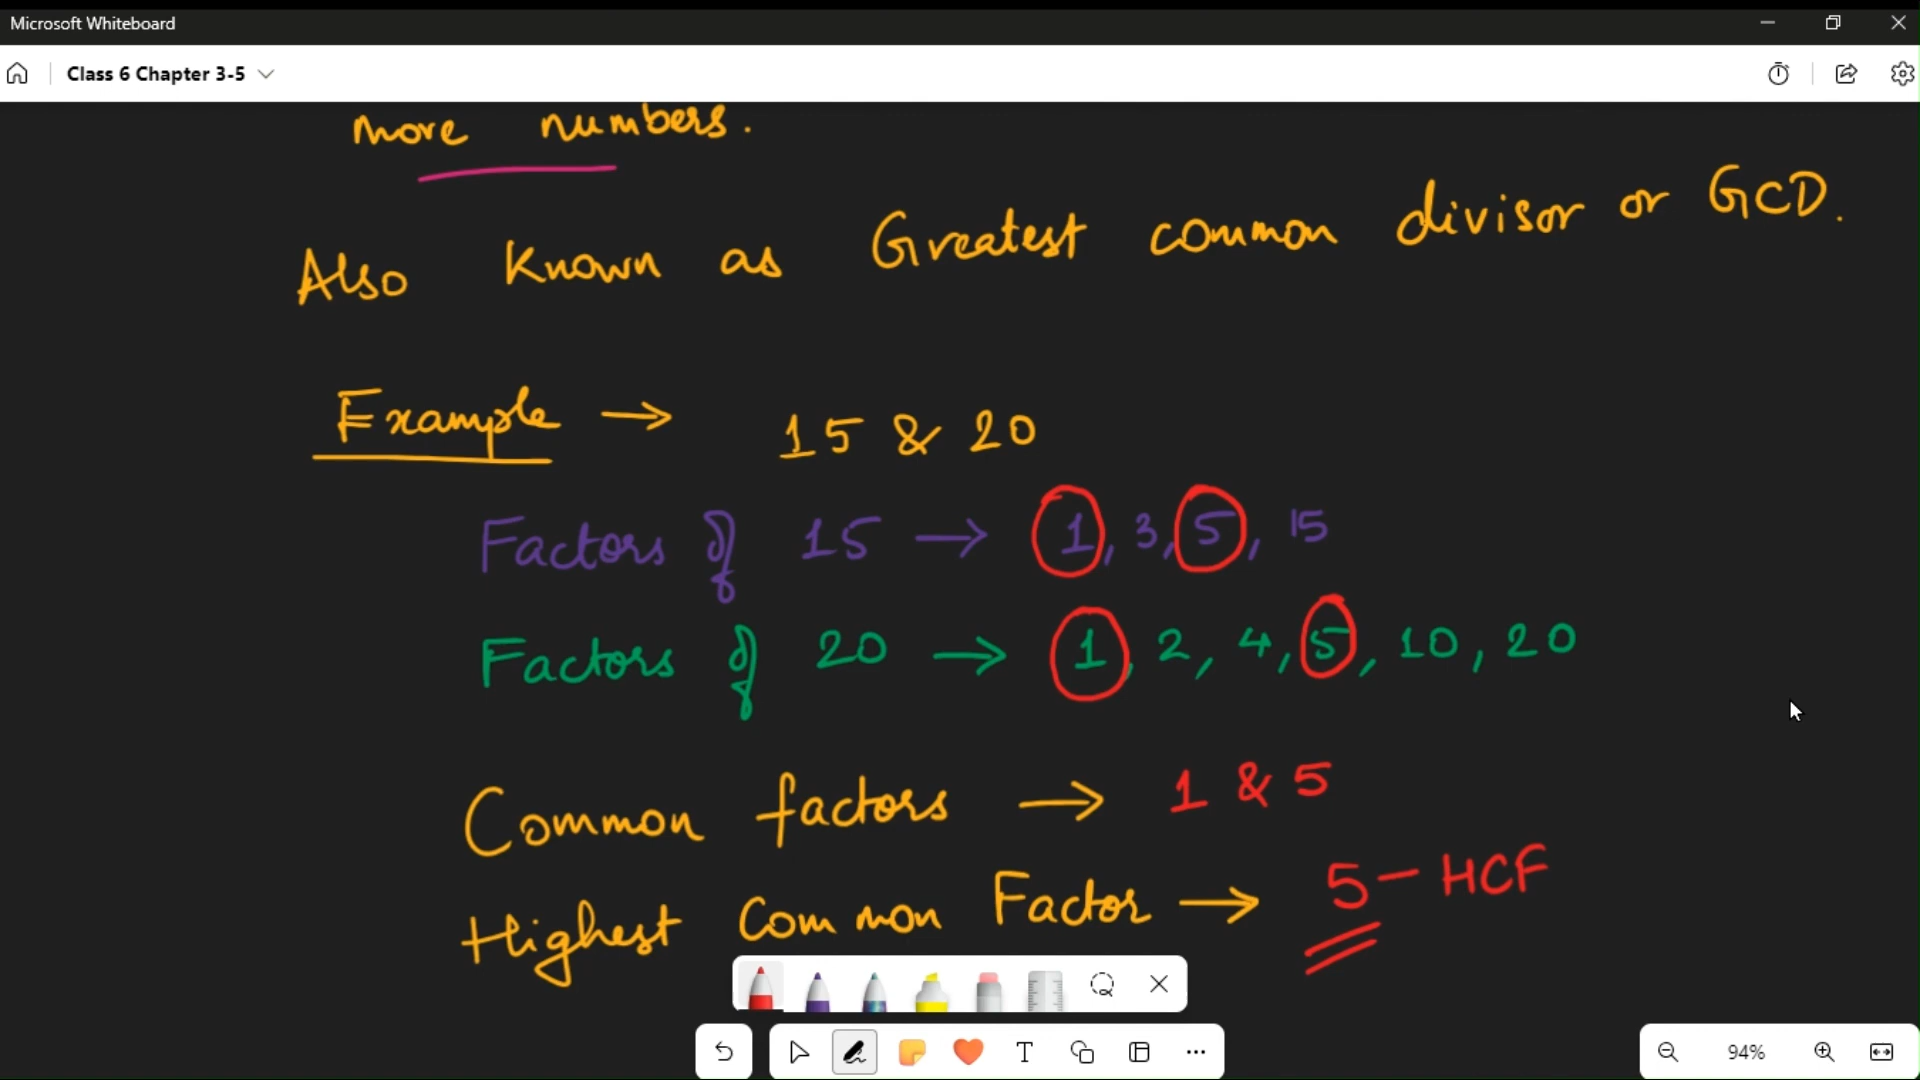 Microsoft Whiteboard
Class 6 Chapter 3-5
more numbers.
Also Known as Greatest common divisor or GCD.
Example → 15 & 20
Factors of 15 → 1, 3, 5, 15
Factors of 20 → 1, 2, 4, 5, 10, 20
Common factors → 1 & 5
Highest Common Factor → 5 - HCF
T
94%